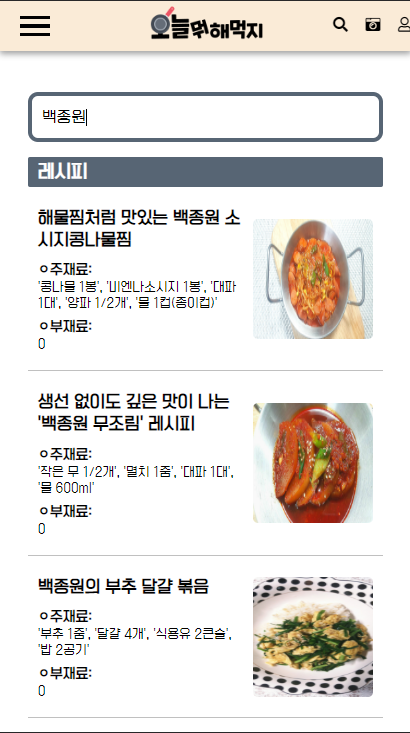 오늘뭐해먹지
백종원
레시피
해물찜처럼 맛있는 백종원 소
시지콩나물찜
ㅇ주재료:
'콩나물 1봉', '비엔나소시지 1봉', '대파
1대', '양파 1/2개', '물 1컵(종이컵)'
ㅇ부재료:
0
생선 없이도 깊은 맛이 나는
'백종원 무조림' 레시피
ㅇ주재료:
'작은 무 1/2개', '멸치 1줌', '대파 1대',
'물 600ml'
ㅇ부재료:
0
백종원의 부추 달걀 볶음
ㅇ주재료:
'부추 1줌', '달걀 4개', '식용유 2큰술',
'밥 2공기'
ㅇ부재료:
0